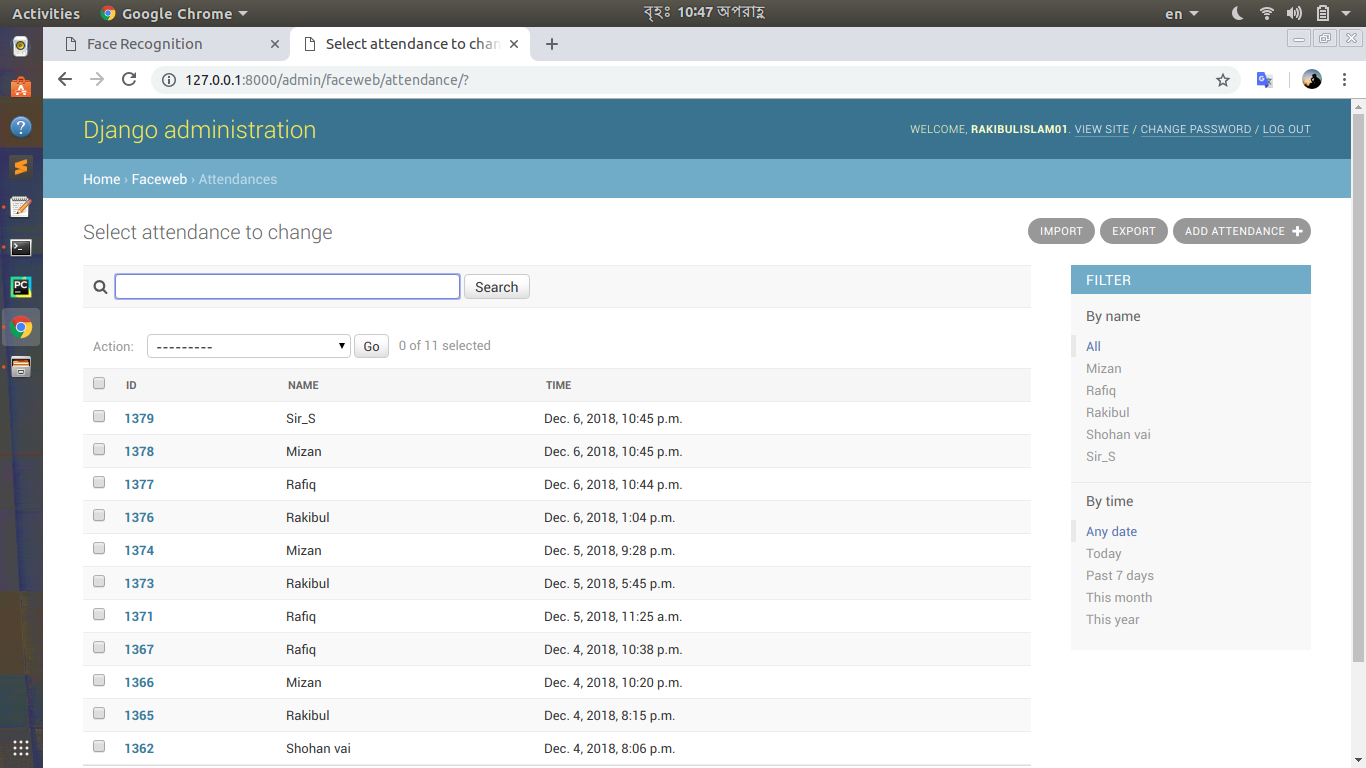 Activities Google Chrome বৃহঃ 10:47 অপরাহ্ণ en
Face Recognition Select attendance to chan
127.0.0.1:8000/admin/faceweb/attendance/?
Django administration WELCOME, RAKIBULISLAM01. VIEW SITE / CHANGE PASSWORD / LOG OUT
Home › Faceweb › Attendances
Select attendance to change IMPORT EXPORT ADD ATTENDANCE +
Search
Action: --------- Go 0 of 11 selected
ID NAME TIME
1379 Sir_S Dec. 6, 2018, 10:45 p.m.
1378 Mizan Dec. 6, 2018, 10:45 p.m.
1377 Rafiq Dec. 6, 2018, 10:44 p.m.
1376 Rakibul Dec. 6, 2018, 1:04 p.m.
1374 Mizan Dec. 5, 2018, 9:28 p.m.
1373 Rakibul Dec. 5, 2018, 5:45 p.m.
1371 Rafiq Dec. 5, 2018, 11:25 a.m.
1367 Rafiq Dec. 4, 2018, 10:38 p.m.
1366 Mizan Dec. 4, 2018, 10:20 p.m.
1365 Rakibul Dec. 4, 2018, 8:15 p.m.
1362 Shohan vai Dec. 4, 2018, 8:06 p.m.
FILTER
By name
All
Mizan
Rafiq
Rakibul
Shohan vai
Sir_S
By time
Any date
Today
Past 7 days
This month
This year
PC